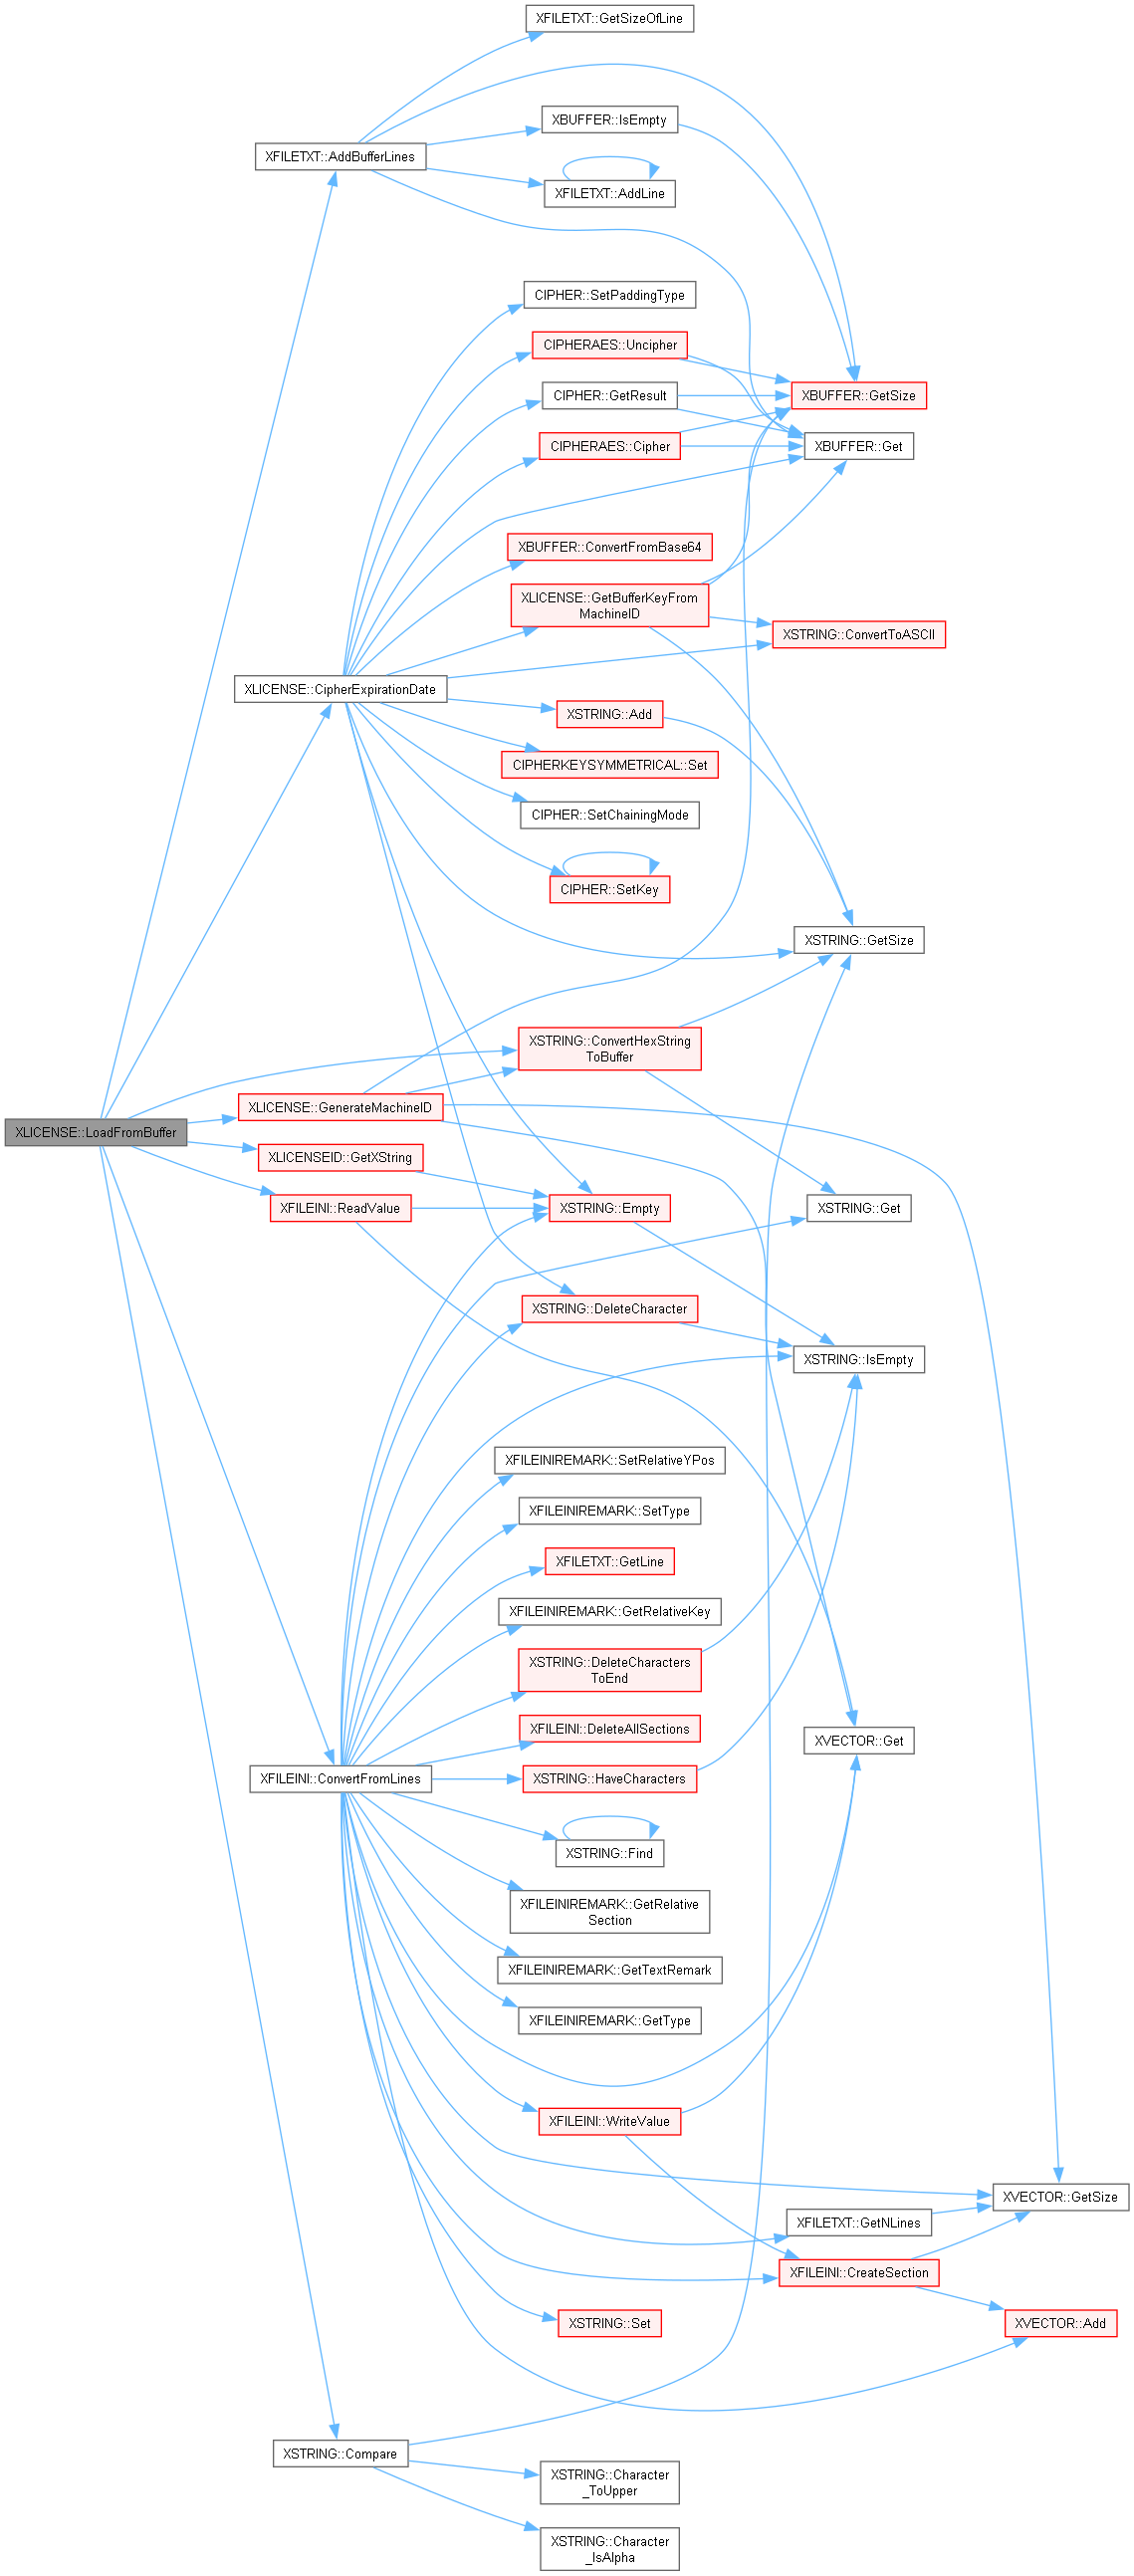 XFILETXT::GetSizeOfLine
XBUFFER::IsEmpty
XFILETXT::AddBufferLines
XFILETXT::AddLine
CIPHER::SetPaddingType
CIPHERAES::Uncipher
CIPHER::GetResult
XBUFFER::GetSize
CIPHERAES::Cipher
XBUFFER::Get
XBUFFER::ConvertFromBase64
XLICENSE::GetBufferKeyFrom
MachineID
XSTRING::ConvertToASCII
XLICENSE::CipherExpirationDate
XSTRING::Add
CIPHERKEYSYMMETRICAL::Set
CIPHER::SetChainingMode
CIPHER::SetKey
XSTRING::GetSize
XSTRING::ConvertHexString
ToBuffer
XLICENSE::GenerateMachineID
XLICENSE::LoadFromBuffer
XLICENSEID::GetXString
XFILEINI::ReadValue
XSTRING::Empty
XSTRING::Get
XSTRING::DeleteCharacter
XSTRING::IsEmpty
XFILEINIREMARK::SetRelativeYPos
XFILEINIREMARK::SetType
XFILETXT::GetLine
XFILEINIREMARK::GetRelativeKey
XSTRING::DeleteCharacters
ToEnd
XFILEINI::DeleteAllSections
XVECTOR::Get
XFILEINI::ConvertFromLines
XSTRING::HaveCharacters
XSTRING::Find
XFILEINIREMARK::GetRelative
Section
XFILEINIREMARK::GetTextRemark
XFILEINIREMARK::GetType
XFILEINI::WriteValue
XVECTOR::GetSize
XFILETXT::GetNLines
XFILEINI::CreateSection
XSTRING::Set
XVECTOR::Add
XSTRING::Compare
XSTRING::Character
_ToUpper
XSTRING::Character
_IsAlpha